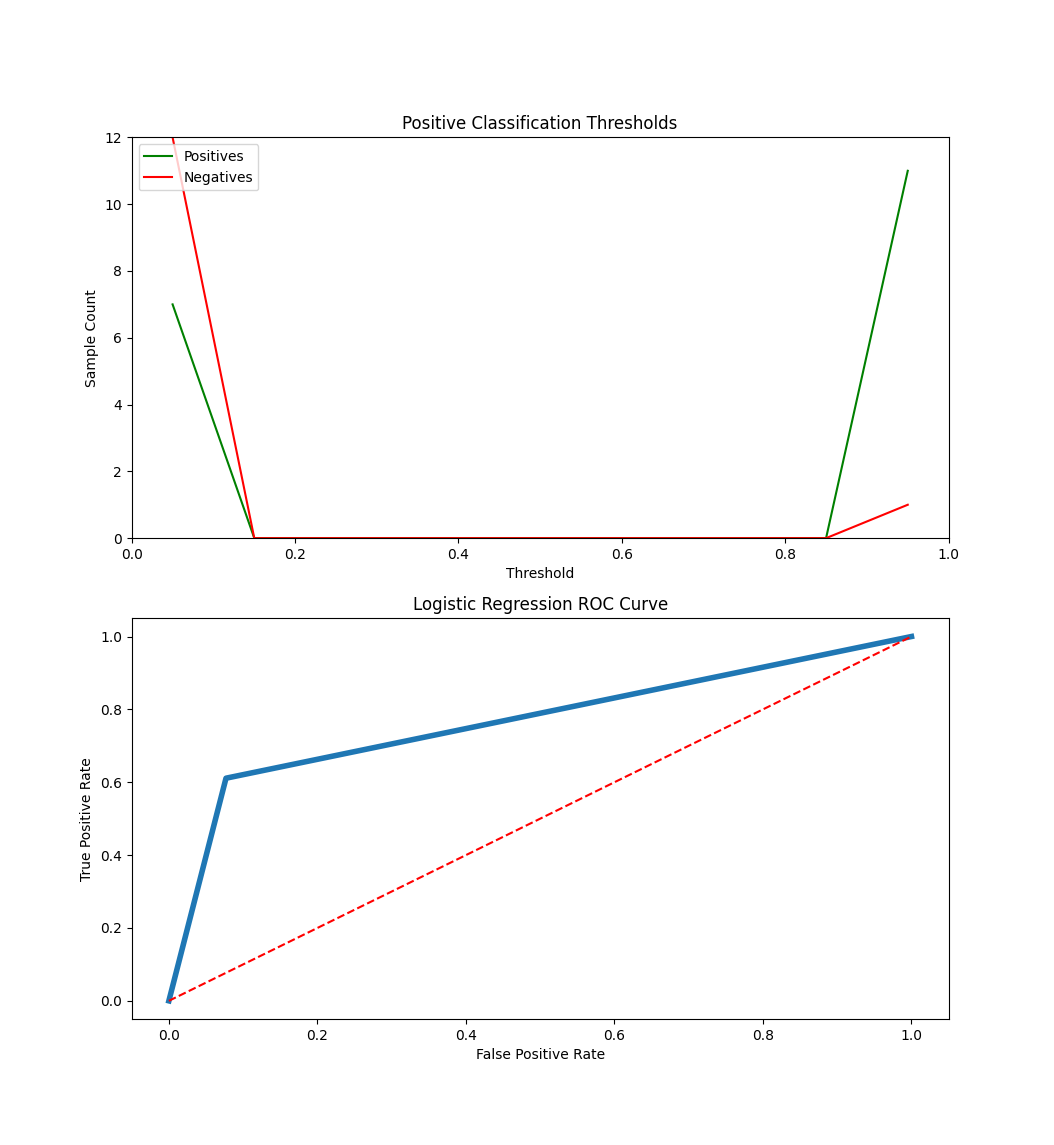 Positive Classification Thresholds
12
10
8
6
4
2
0
Sample Count
Positives
Negatives
0.0 0.2 0.4 0.6 0.8 1.0
Threshold
Logistic Regression ROC Curve
1.0
0.8
0.6
0.4
0.2
0.0
True Positive Rate
0.0 0.2 0.4 0.6 0.8 1.0
False Positive Rate